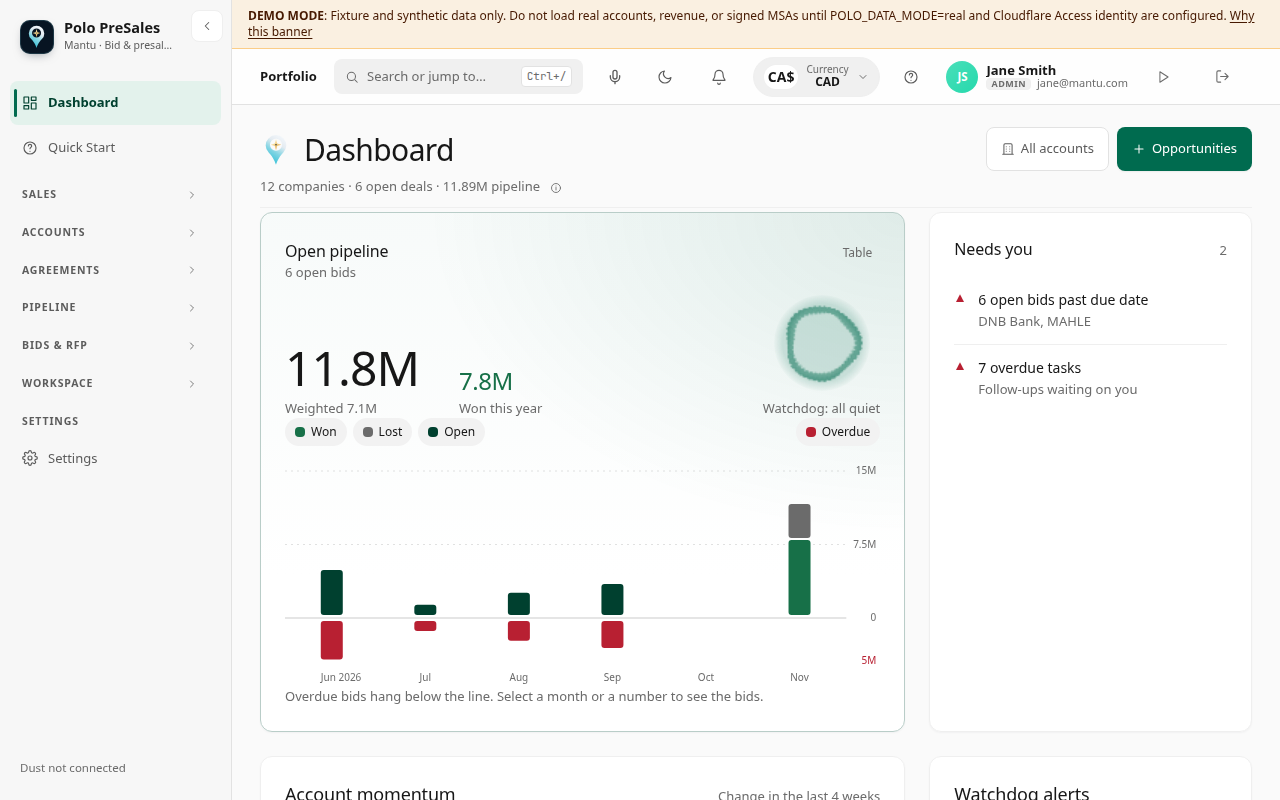 Polo PreSales
Mantu · Bid & presal...
Dashboard
Quick Start
SALES
ACCOUNTS
AGREEMENTS
PIPELINE
BIDS & RFP
WORKSPACE
SETTINGS
Settings
Dust not connected
DEMO MODE: Fixture and synthetic data only. Do not load real accounts, revenue, or signed MSAs until POLO_DATA_MODE=real and Cloudflare Access identity are configured. Why
this banner
Portfolio
Search or jump to...
Ctrl+/
CA$
Currency
CAD
JS
Jane Smith
ADMIN jane@mantu.com
Dashboard
All accounts
Opportunities
12 companies · 6 open deals · 11.89M pipeline
Open pipeline
6 open bids
Table
11.8M
Weighted 7.1M
7.8M
Won this year
Watchdog: all quiet
Won
Lost
Open
Overdue
15M
7.5M
0
5M
Jun 2026
Jul
Aug
Sep
Oct
Nov
Overdue bids hang below the line. Select a month or a number to see the bids.
Needs you
2
6 open bids past due date
DNB Bank, MAHLE
7 overdue tasks
Follow-ups waiting on you
Account momentum
Change in the last 4 weeks
Watchdog alerts